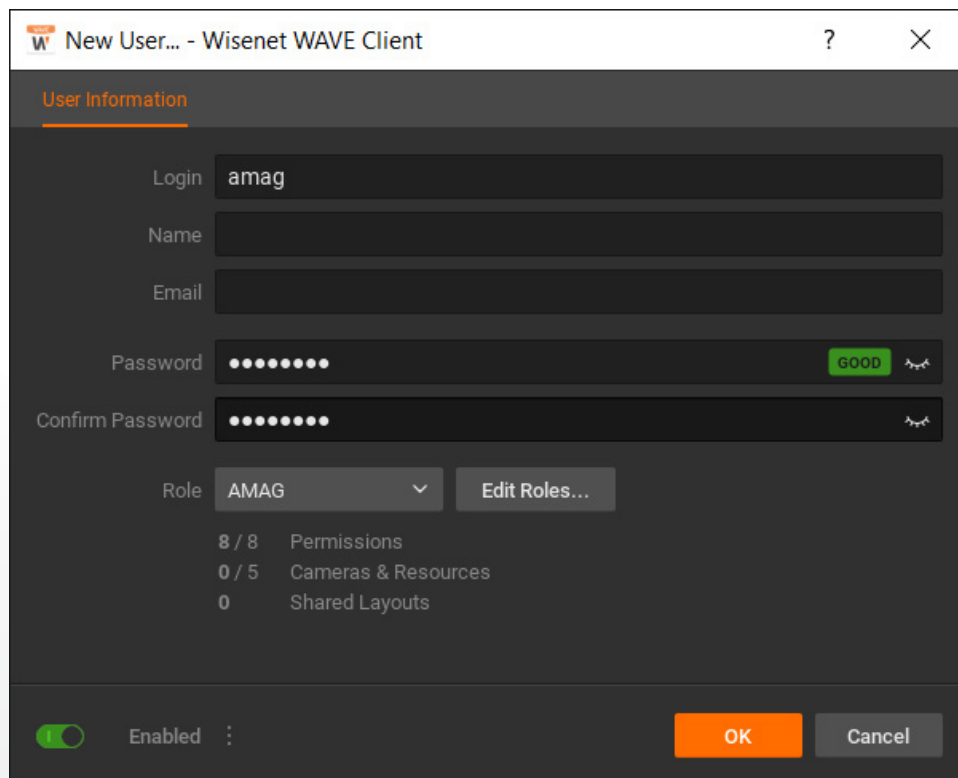 WAVE
W New User... - Wisenet WAVE Client ?
User Information
Login amag
Name
Email
Password •••••••• GOOD
Confirm Password ••••••••
Role AMAG Edit Roles...
8 / 8 Permissions
0 / 5 Cameras & Resources
0 Shared Layouts
Enabled OK Cancel